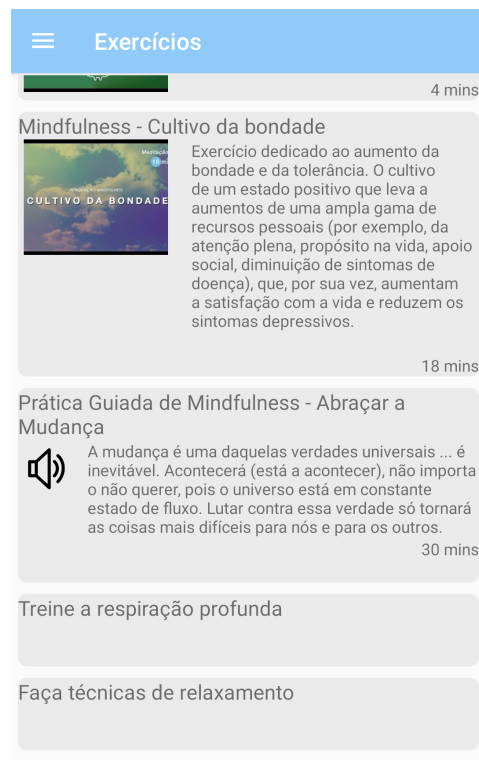 Exercícios
4 mins
Mindfulness - Cultivo da bondade
Meditação
18 mi
CULTIVO DA BONDADE
Exercício dedicado ao aumento da
bondade e da tolerância. O cultivo
de um estado positivo que leva a
aumentos de uma ampla gama de
recursos pessoais (por exemplo, da
atenção plena, propósito na vida, apoio
social, diminuição de sintomas de
doença), que, por sua vez, aumentam
a satisfação com a vida e reduzem os
sintomas depressivos.
18 mins
Prática Guiada de Mindfulness - Abraçar a
Mudança
A mudança é uma daquelas verdades universais ... é
inevitável. Acontecerá (está a acontecer), não importa
o não querer, pois o universo está em constante
estado de fluxo. Lutar contra essa verdade só tornará
as coisas mais difíceis para nós e para os outros.
30 mins
Treine a respiração profunda
Faça técnicas de relaxamento